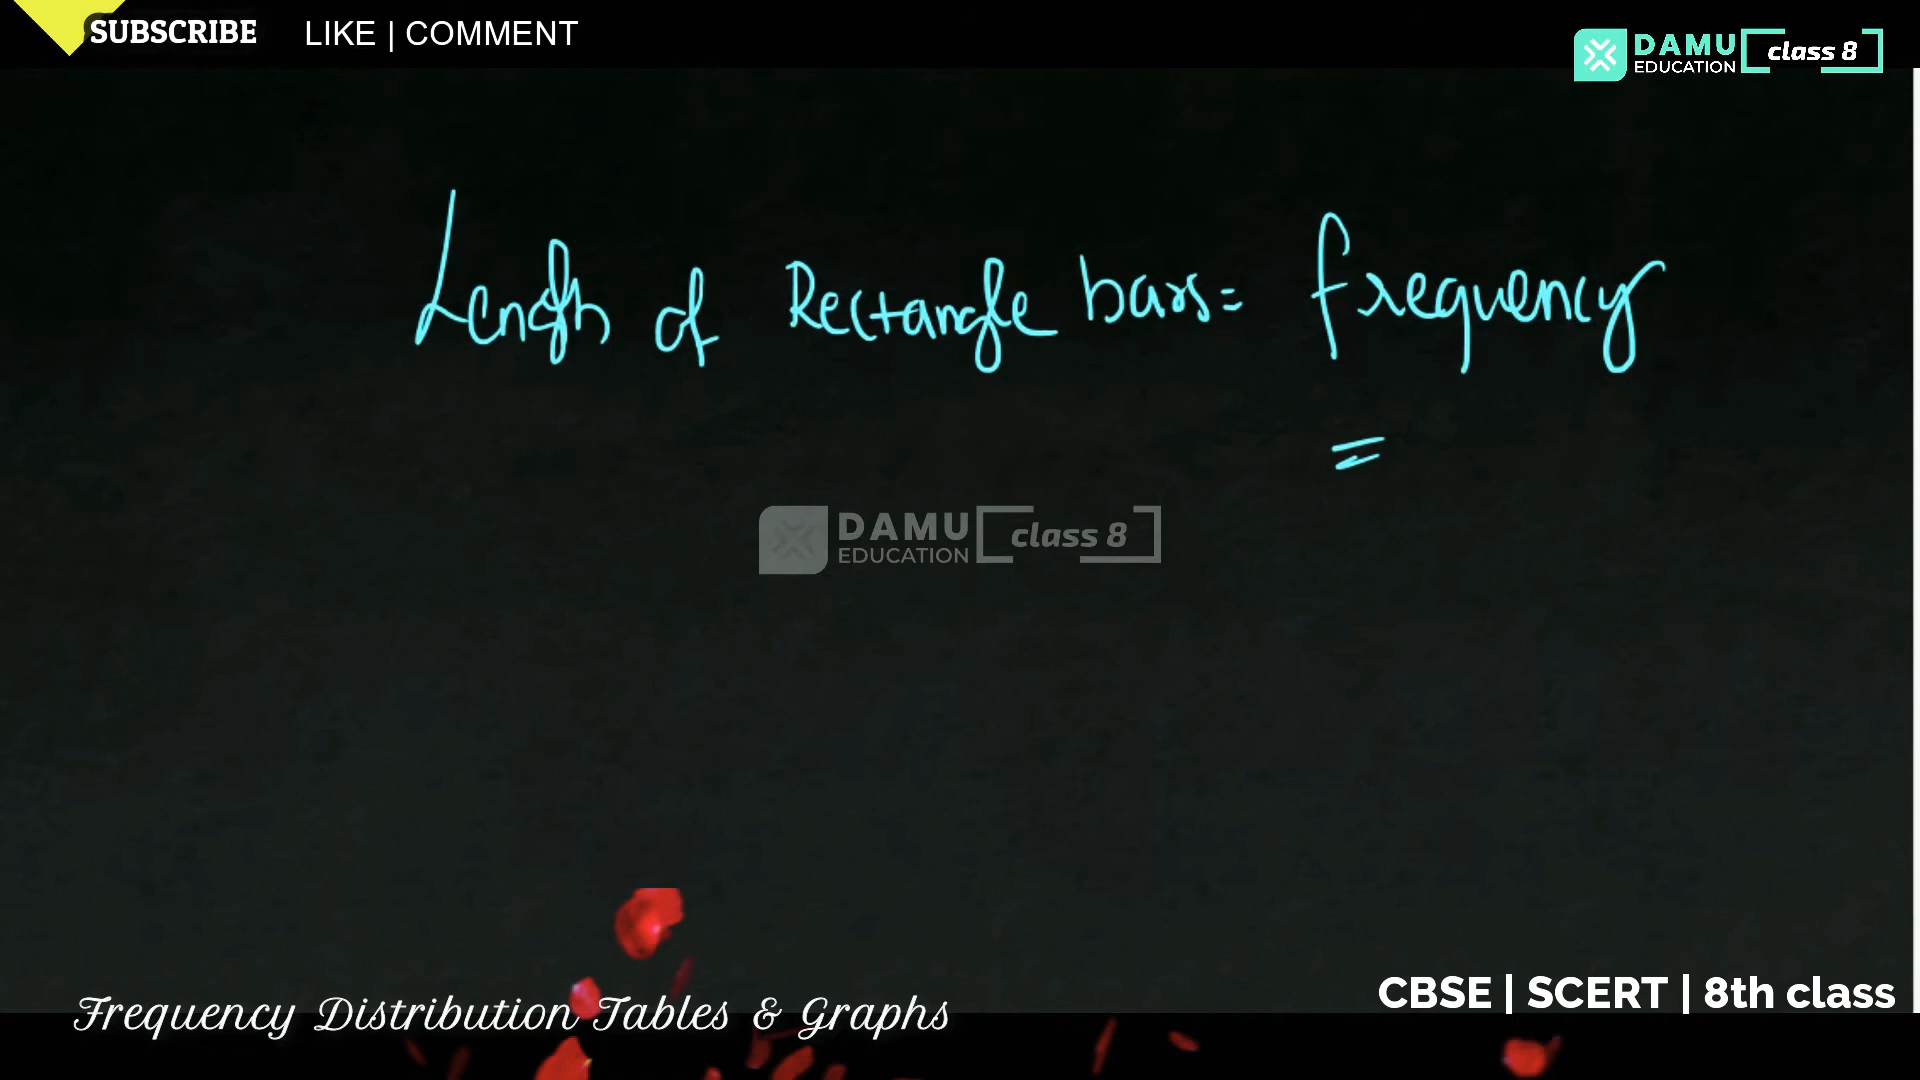 SUBSCRIBE LIKE | COMMENT
DAMU EDUCATION class 8
Length of Rectangle bars = frequency
=
DAMU EDUCATION class 8
CBSE | SCERT | 8th class
Frequency Distribution Tables & Graphs